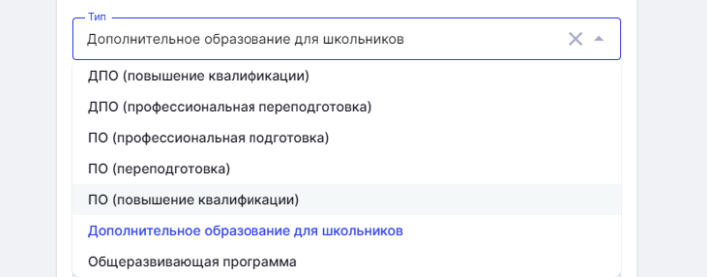 Тип
Дополнительное образование для школьников
ДПО (повышение квалификации)
ДПО (профессиональная переподготовка)
ПО (профессиональная подготовка)
ПО (переподготовка)
ПО (повышение квалификации)
Дополнительное образование для школьников
Общеразвивающая программа